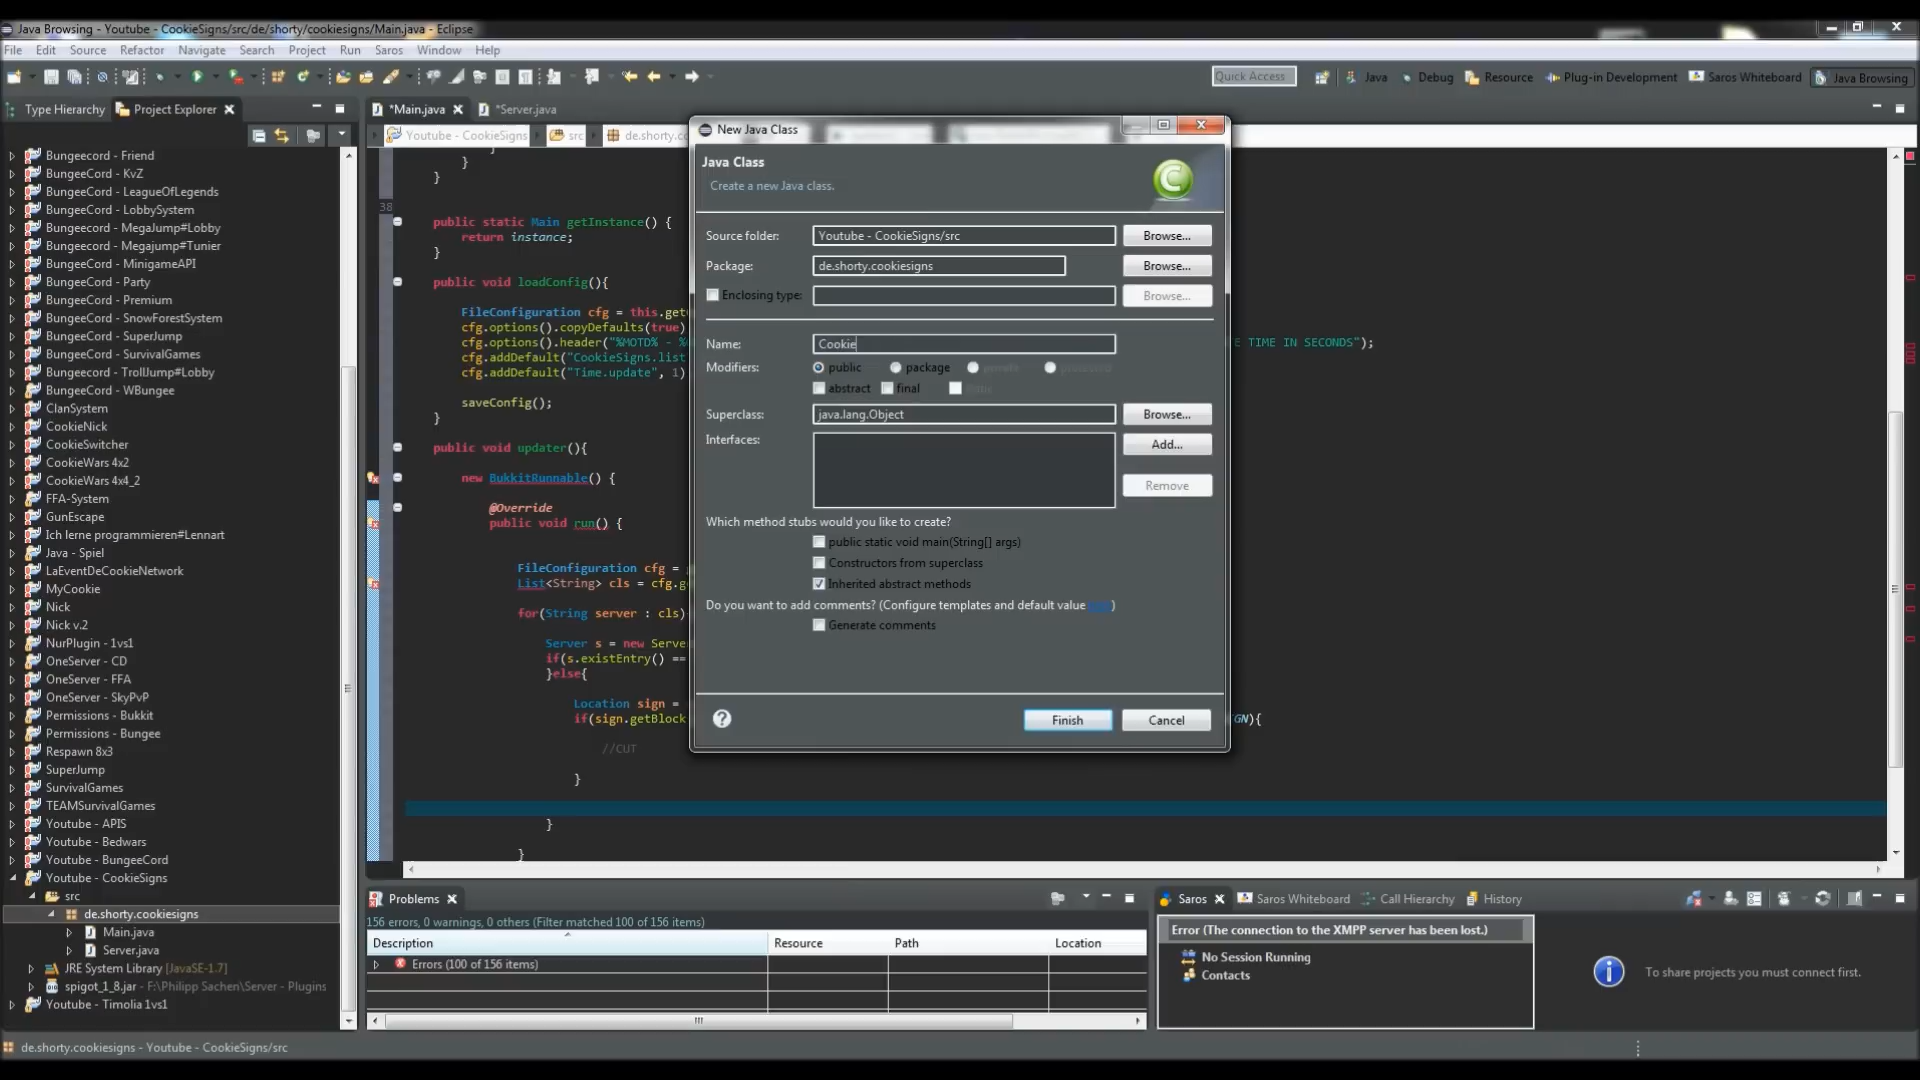 Java Browsing - Youtube - CookieSigns/src/de/shorty/cookiesigns/Main.java - Eclipse
File Edit Source Refactor Navigate Search Project Run Saros Window Help
Quick Access Java Debug Resource Plug-in Development Saros Whiteboard Java Browsing
Type Hierarchy Project Explorer
*Main.java *Server.java
Youtube - CookieSigns src de.shorty.co
Bungeecord - Friend
BungeeCord - KvZ
BungeeCord - LeagueOfLegends
BungeeCord - LobbySystem
BungeeCord - MegaJump#Lobby
BungeeCord - Megajump#Tunier
BungeeCord - MinigameAPI
BungeeCord - Party
BungeeCord - Premium
BungeeCord - SnowForestSystem
BungeeCord - SuperJump
BungeeCord - SurvivalGames
BungeeCord - TrollJump#Lobby
BungeeCord - WBungee
ClanSystem
CookieNick
CookieSwitcher
CookieWars 4x2
CookieWars 4x4_2
FFA-System
GunEscape
Ich lerne programmieren#Lennart
Java - Spiel
LaEventDeCookieNetwork
MyCookie
Nick
Nick v.2
NurPlugin - 1vs1
OneServer - CD
OneServer - FFA
OneServer - SkyPvP
Permissions - Bukkit
Permissions - Bungee
Respawn 8x3
SuperJump
SurvivalGames
TEAMSurvivalGames
Youtube - APIS
Youtube - Bedwars
Youtube - BungeeCord
Youtube - CookieSigns
src
de.shorty.cookiesigns
Main.java
Server.java
JRE System Library [JavaSE-1.7]
spigot_1_8.jar - F:\Philipp Sachen\Server - Plugins
Youtube - Timolia 1vs1
}
}
38
public static Main getInstance() {
return instance;
}
public void loadConfig(){
FileConfiguration cfg = this.get
cfg.options().copyDefaults(true)
cfg.options().header("%MOTD% - % E TIME IN SECONDS");
cfg.addDefault("CookieSigns.list
cfg.addDefault("Time.update", 1)
saveConfig();
}
public void updater(){
new BukkitRunnable() {
@Override
public void run() {
FileConfiguration cfg =
List<String> cls = cfg.g
for(String server : cls)
Server s = new Serve
if(s.existEntry() ==
}else{
Location sign =
if(sign.getBlock GN){
//CUT
}
}
}
New Java Class
Java Class
Create a new Java class.
Source folder: Youtube - CookieSigns/src Browse...
Package: de.shorty.cookiesigns Browse...
Enclosing type: Browse...
Name: Cookie
Modifiers: public package private protected
abstract final static
Superclass: java.lang.Object Browse...
Interfaces: Add...
Remove
Which method stubs would you like to create?
public static void main(String[] args)
Constructors from superclass
Inherited abstract methods
Do you want to add comments? (Configure templates and default value )
Generate comments
? Finish Cancel
Problems
156 errors, 0 warnings, 0 others (Filter matched 100 of 156 items)
Description Resource Path Location
Errors (100 of 156 items)
Saros Saros Whiteboard Call Hierarchy History
Error (The connection to the XMPP server has been lost.)
No Session Running
Contacts
To share projects you must connect first.
de.shorty.cookiesigns - Youtube - CookieSigns/src